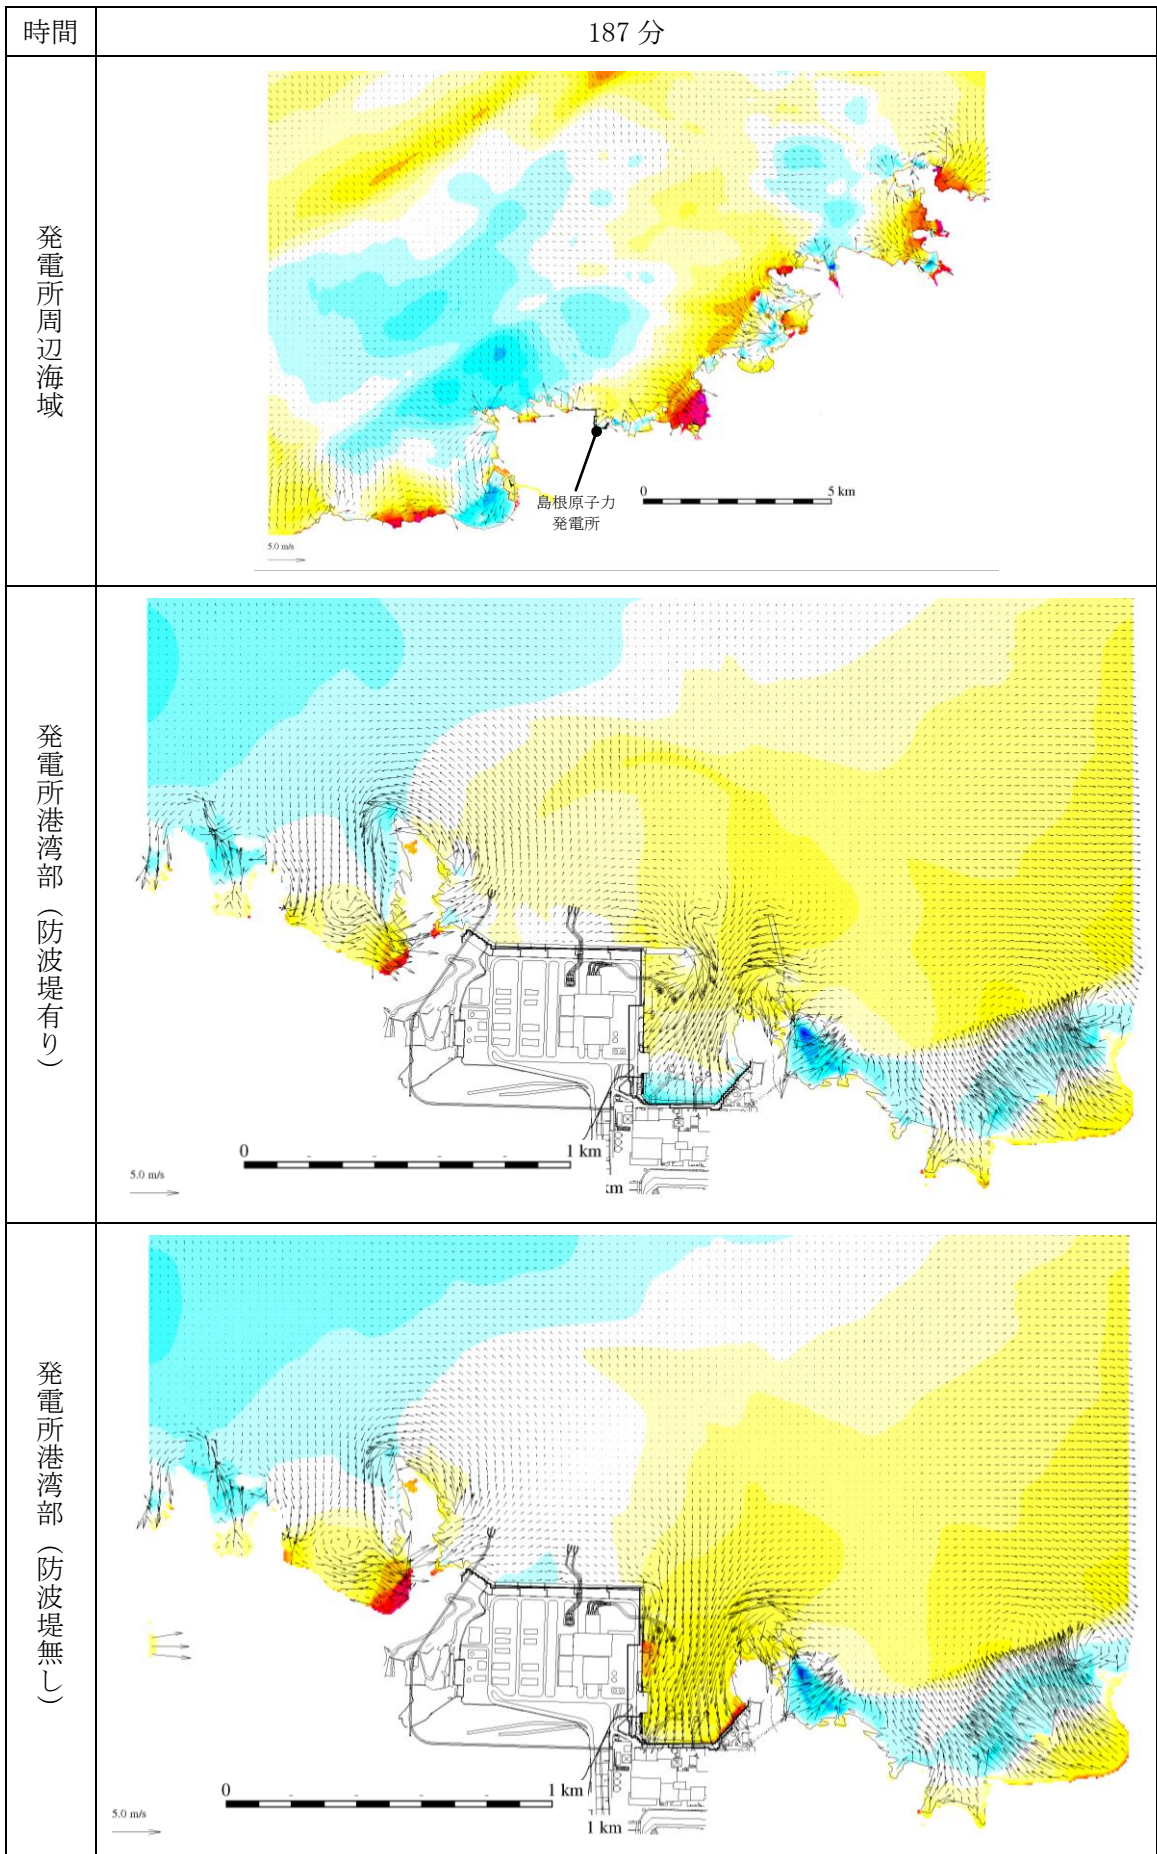 時間
187 分
発電所周辺海域
島根原子力
発電所
0
5 km
5.0 m/s
発電所港湾部（防波堤有り）
0
1 km
5.0 m/s
km
発電所港湾部（防波堤無し）
0
1 km
5.0 m/s
1 km